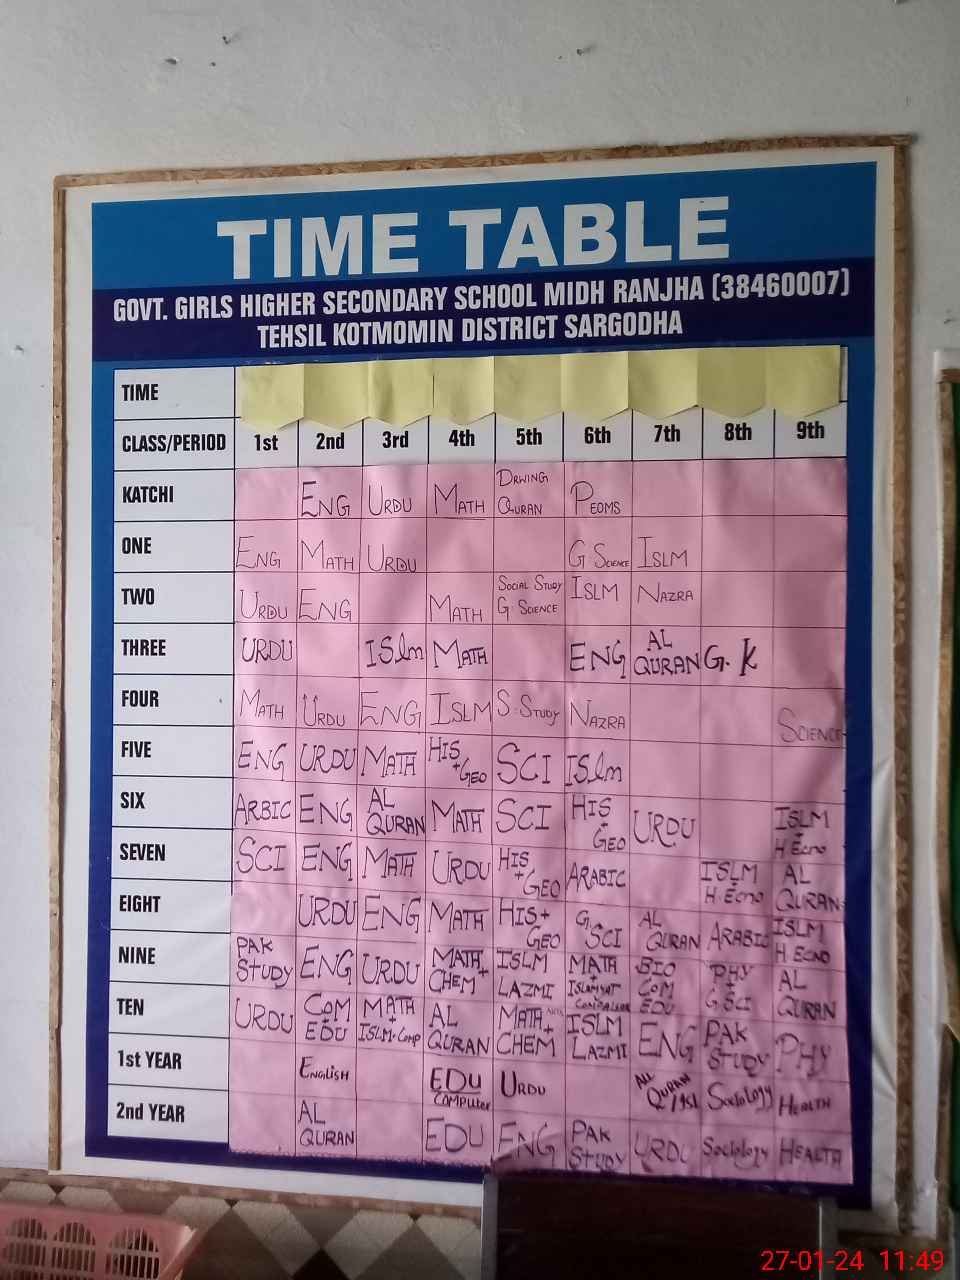 TIME TABLE
GOVT. GIRLS HIGHER SECONDARY SCHOOL MIDH RANJHA (38460007)
TEHSIL KOTMOMIN DISTRICT SARGODHA
TIME
CLASS/PERIOD 1st 2nd 3rd 4th 5th 6th 7th 8th 9th
KATCHI ENG URDU MATH DRWING QURAN PEOMS
ONE ENG MATH URDU G SCIENCE ISLM
TWO URDU ENG MATH SOCIAL STUDY G. SCIENCE ISLM NAZRA
THREE URDU ISlm MATH ENG AL QURAN G. K
FOUR MATH URDU ENG ISLM S. STUDY NAZRA SCIENCE
FIVE ENG URDU MATH HIS + GEO SCI ISlm
SIX ARBIC ENG AL QURAN MATH SCI HIS + GEO URDU ISLM + H Ecno
SEVEN SCI ENG MATH URDU HIS + GEO ARABIC ISLM H. Ecno AL QURAN
EIGHT URDU ENG MATH HIS + GEO G. SCI AL QURAN ARABIC ISLM H ECNO
NINE PAK STUDY ENG URDU MATH + CHEM ISLM LAZMI MATH + ISLAMIYAT BIO COM EDU PHY + G SCI AL QURAN
TEN URDU COM EDU MATH + ISLM+Comp AL QURAN MATH + CHEM ISLM LAZMI ENG PAK STUDY PHY
1st YEAR ENGLISH EDU COMPUTER URDU QURAN Sociology HEALTH
2nd YEAR AL QURAN EDU ENG PAK STUDY URDU Sociology HEALTH
27-01-24 11:49